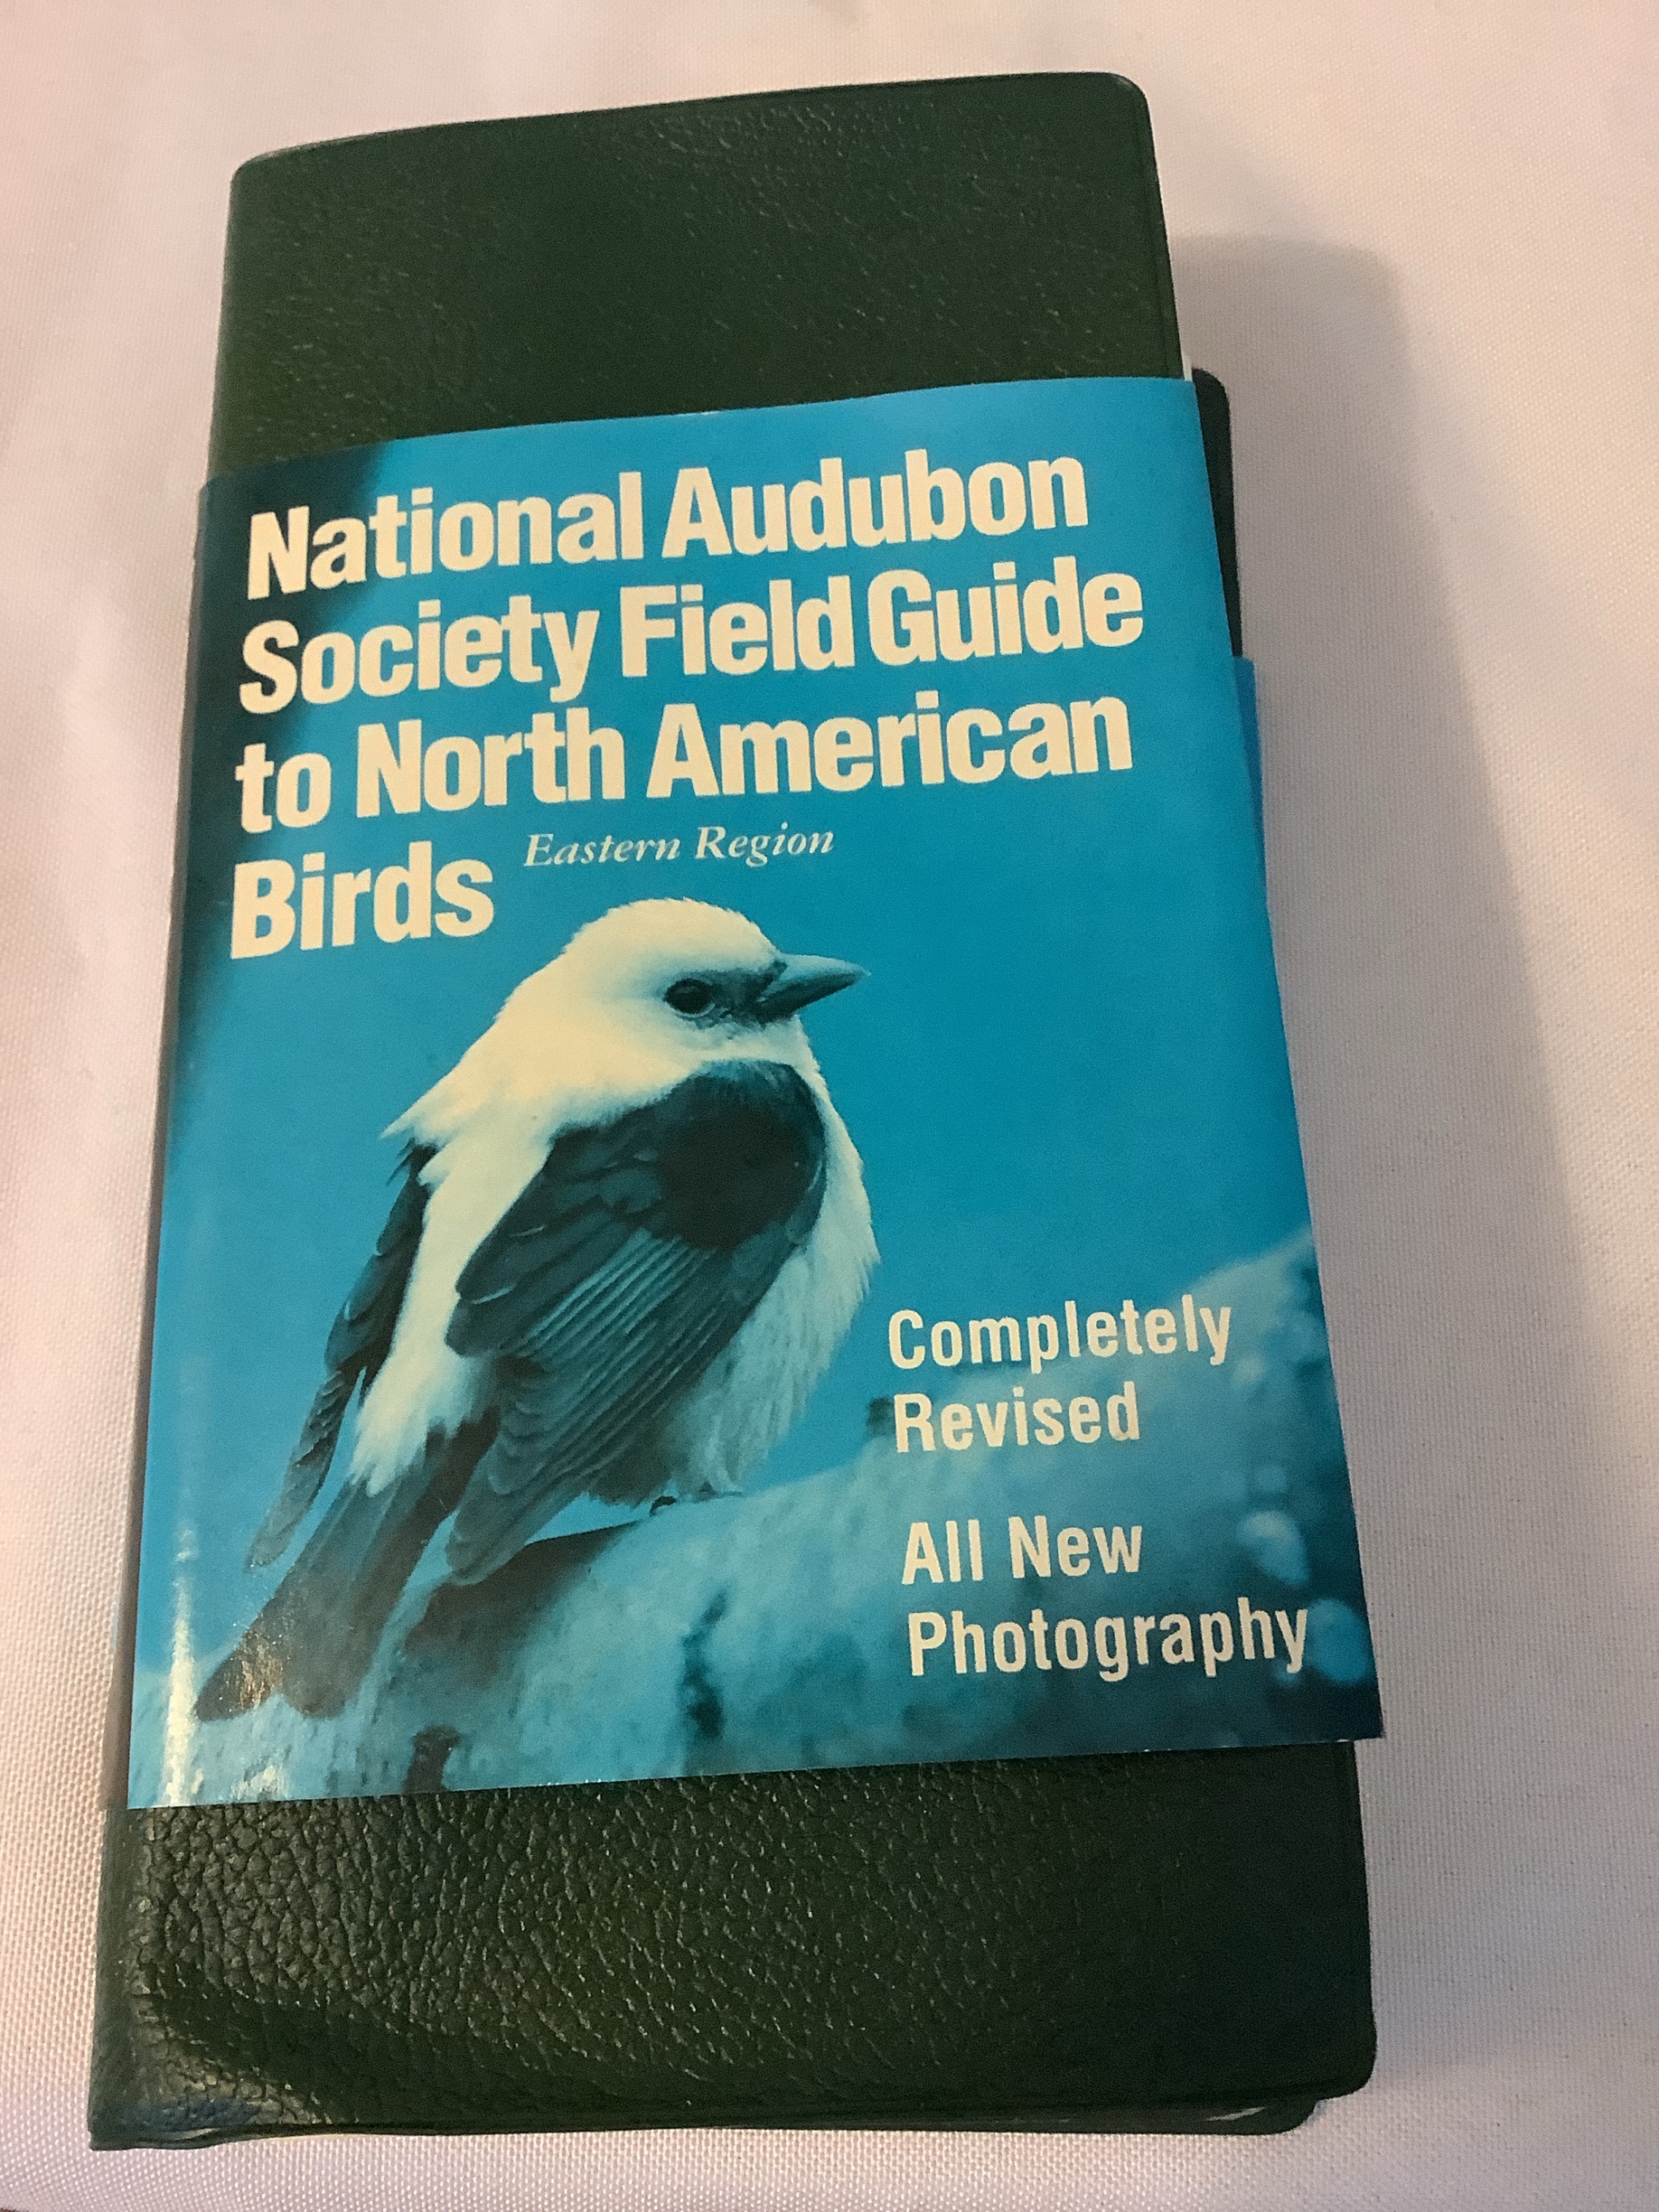 National Audubon
Society Field Guide
to North American
Birds Eastern Region
Completely
Revised
All New
Photography